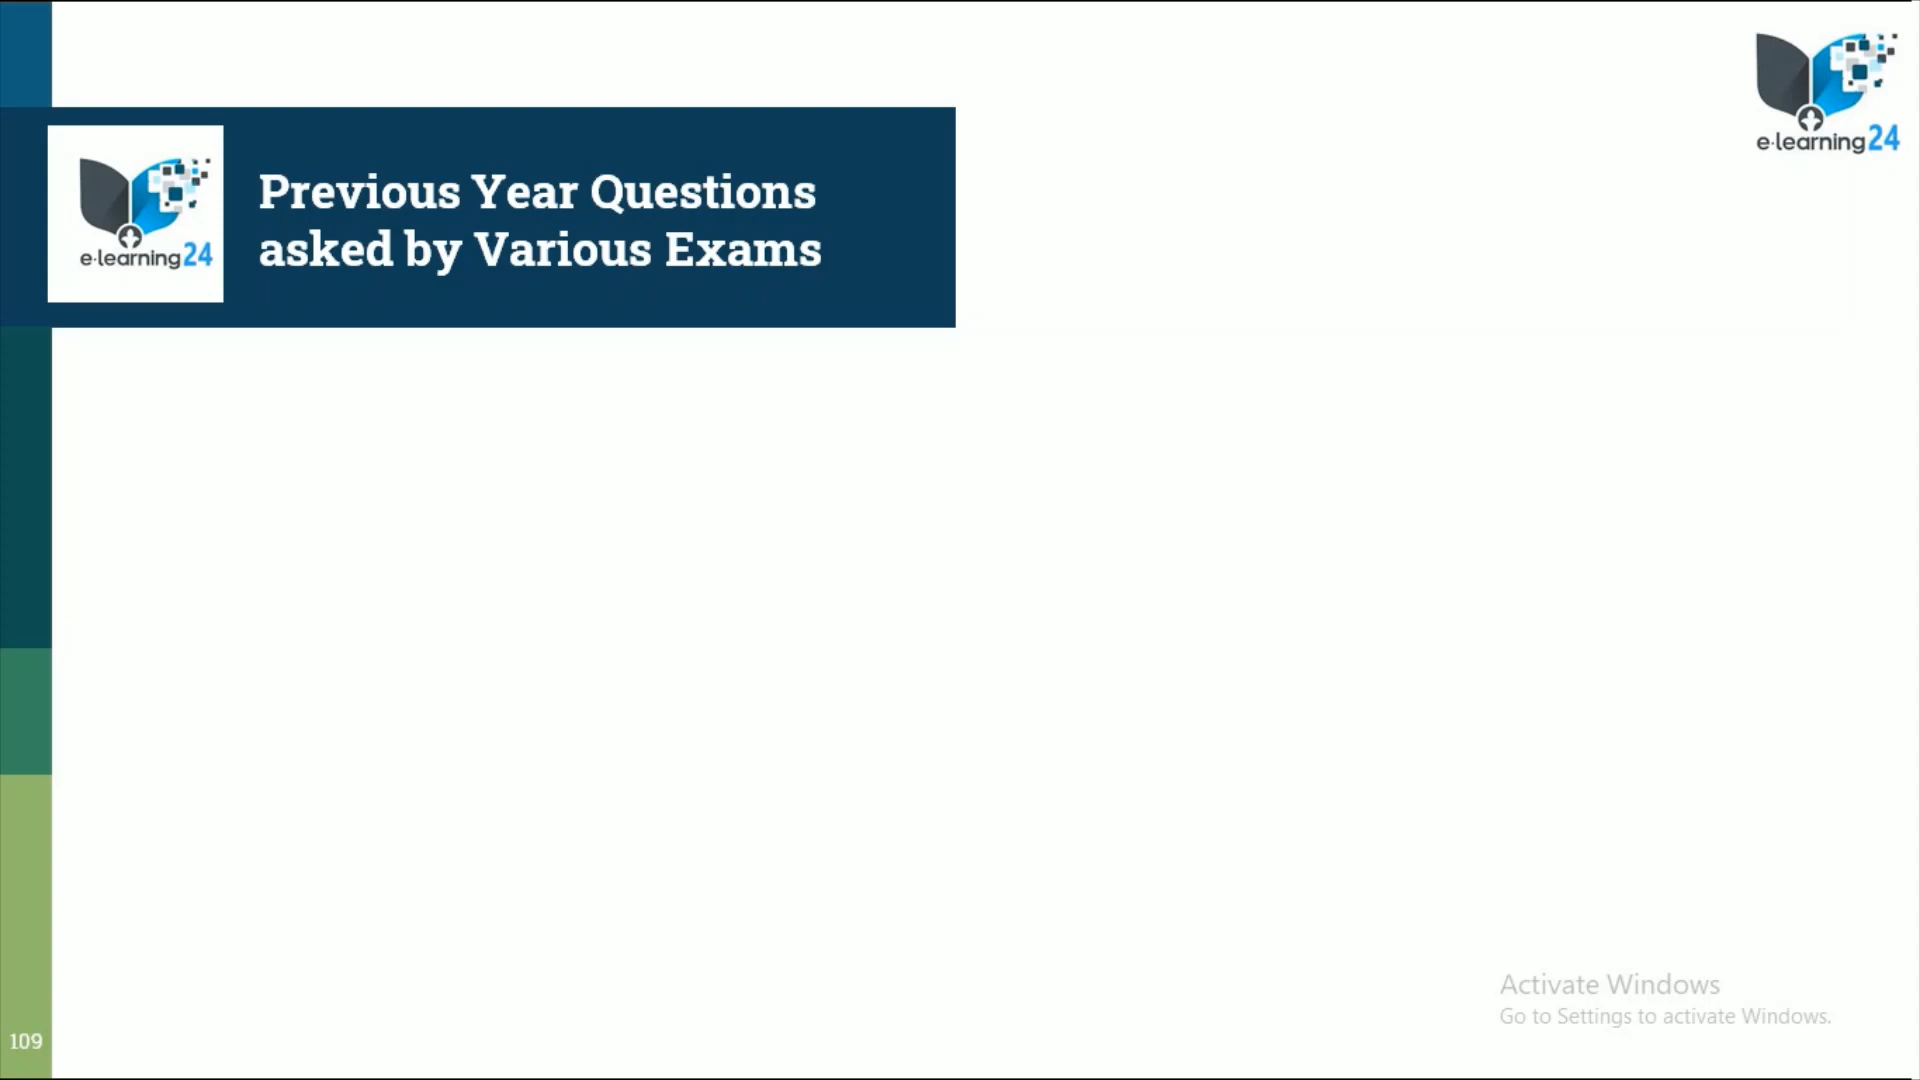 e-learning24
e-learning24
Previous Year Questions
asked by Various Exams
Activate Windows
Go to Settings to activate Windows.
109